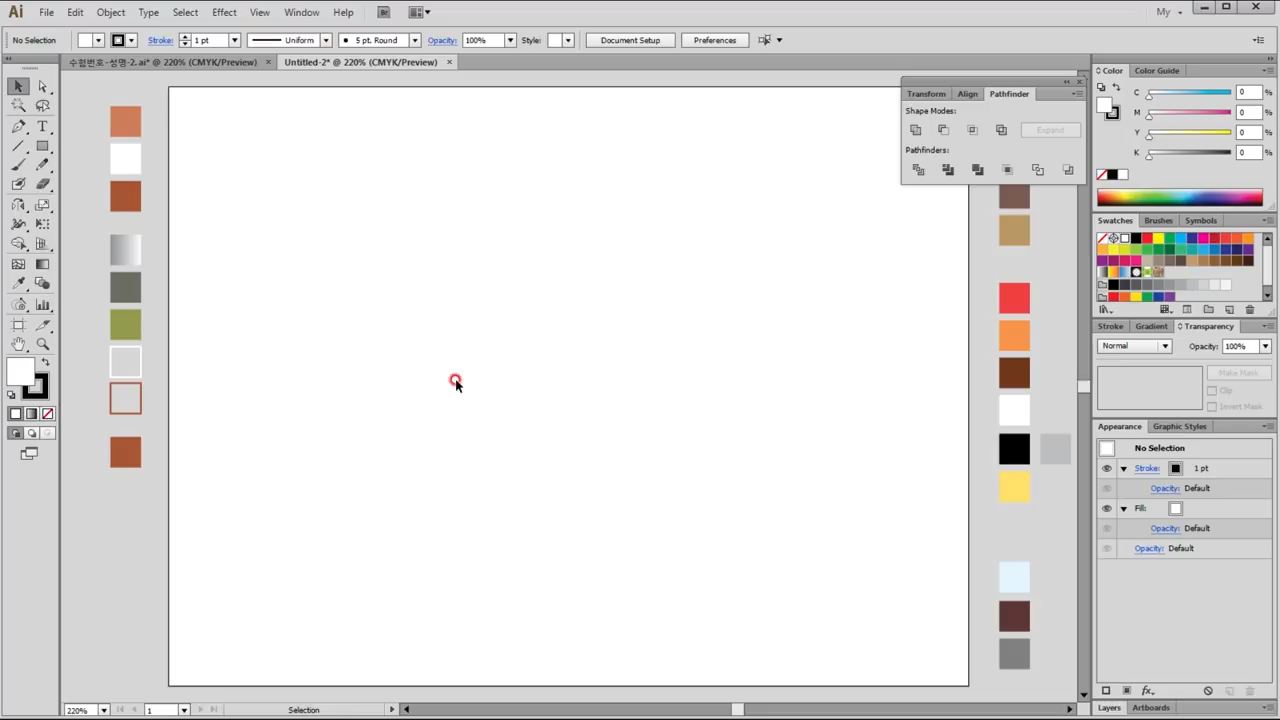 Ai File Edit Object Type Select Effect View Window Help Br My
No Selection Stroke: 1 pt Uniform 5 pt. Round Opacity: 100% Style: Document Setup Preferences
수험번호-성명-2.ai* @ 220% (CMYK/Preview) × Untitled-2* @ 220% (CMYK/Preview) ×
Transform Align Pathfinder
Shape Modes:
Expand
Pathfinders:
Color Color Guide
C 0 %
M 0 %
Y 0 %
K 0 %
Swatches Brushes Symbols
Stroke Gradient Transparency
Normal Opacity: 100%
Make Mask
Clip
Invert Mask
Appearance Graphic Styles
No Selection
Stroke: 1 pt
Opacity: Default
Fill:
Opacity: Default
Opacity: Default
fx
Layers Artboards
220% 1 Selection